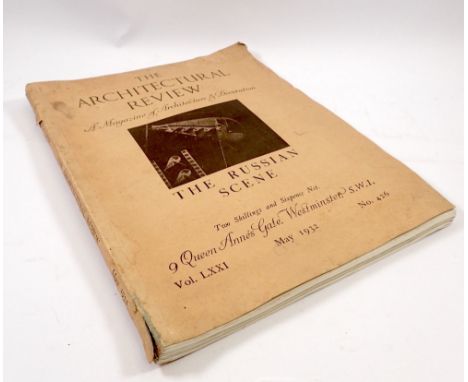 THE
ARCHITECTURAL
REVIEW
A Magazine of Architecture & Decoration
THE RUSSIAN
SCENE
Two Shillings and Sixpence Net.
9 Queen Anne's Gate, Westminster, S.W.1.
Vol. LXXI
May 1932
No. 426